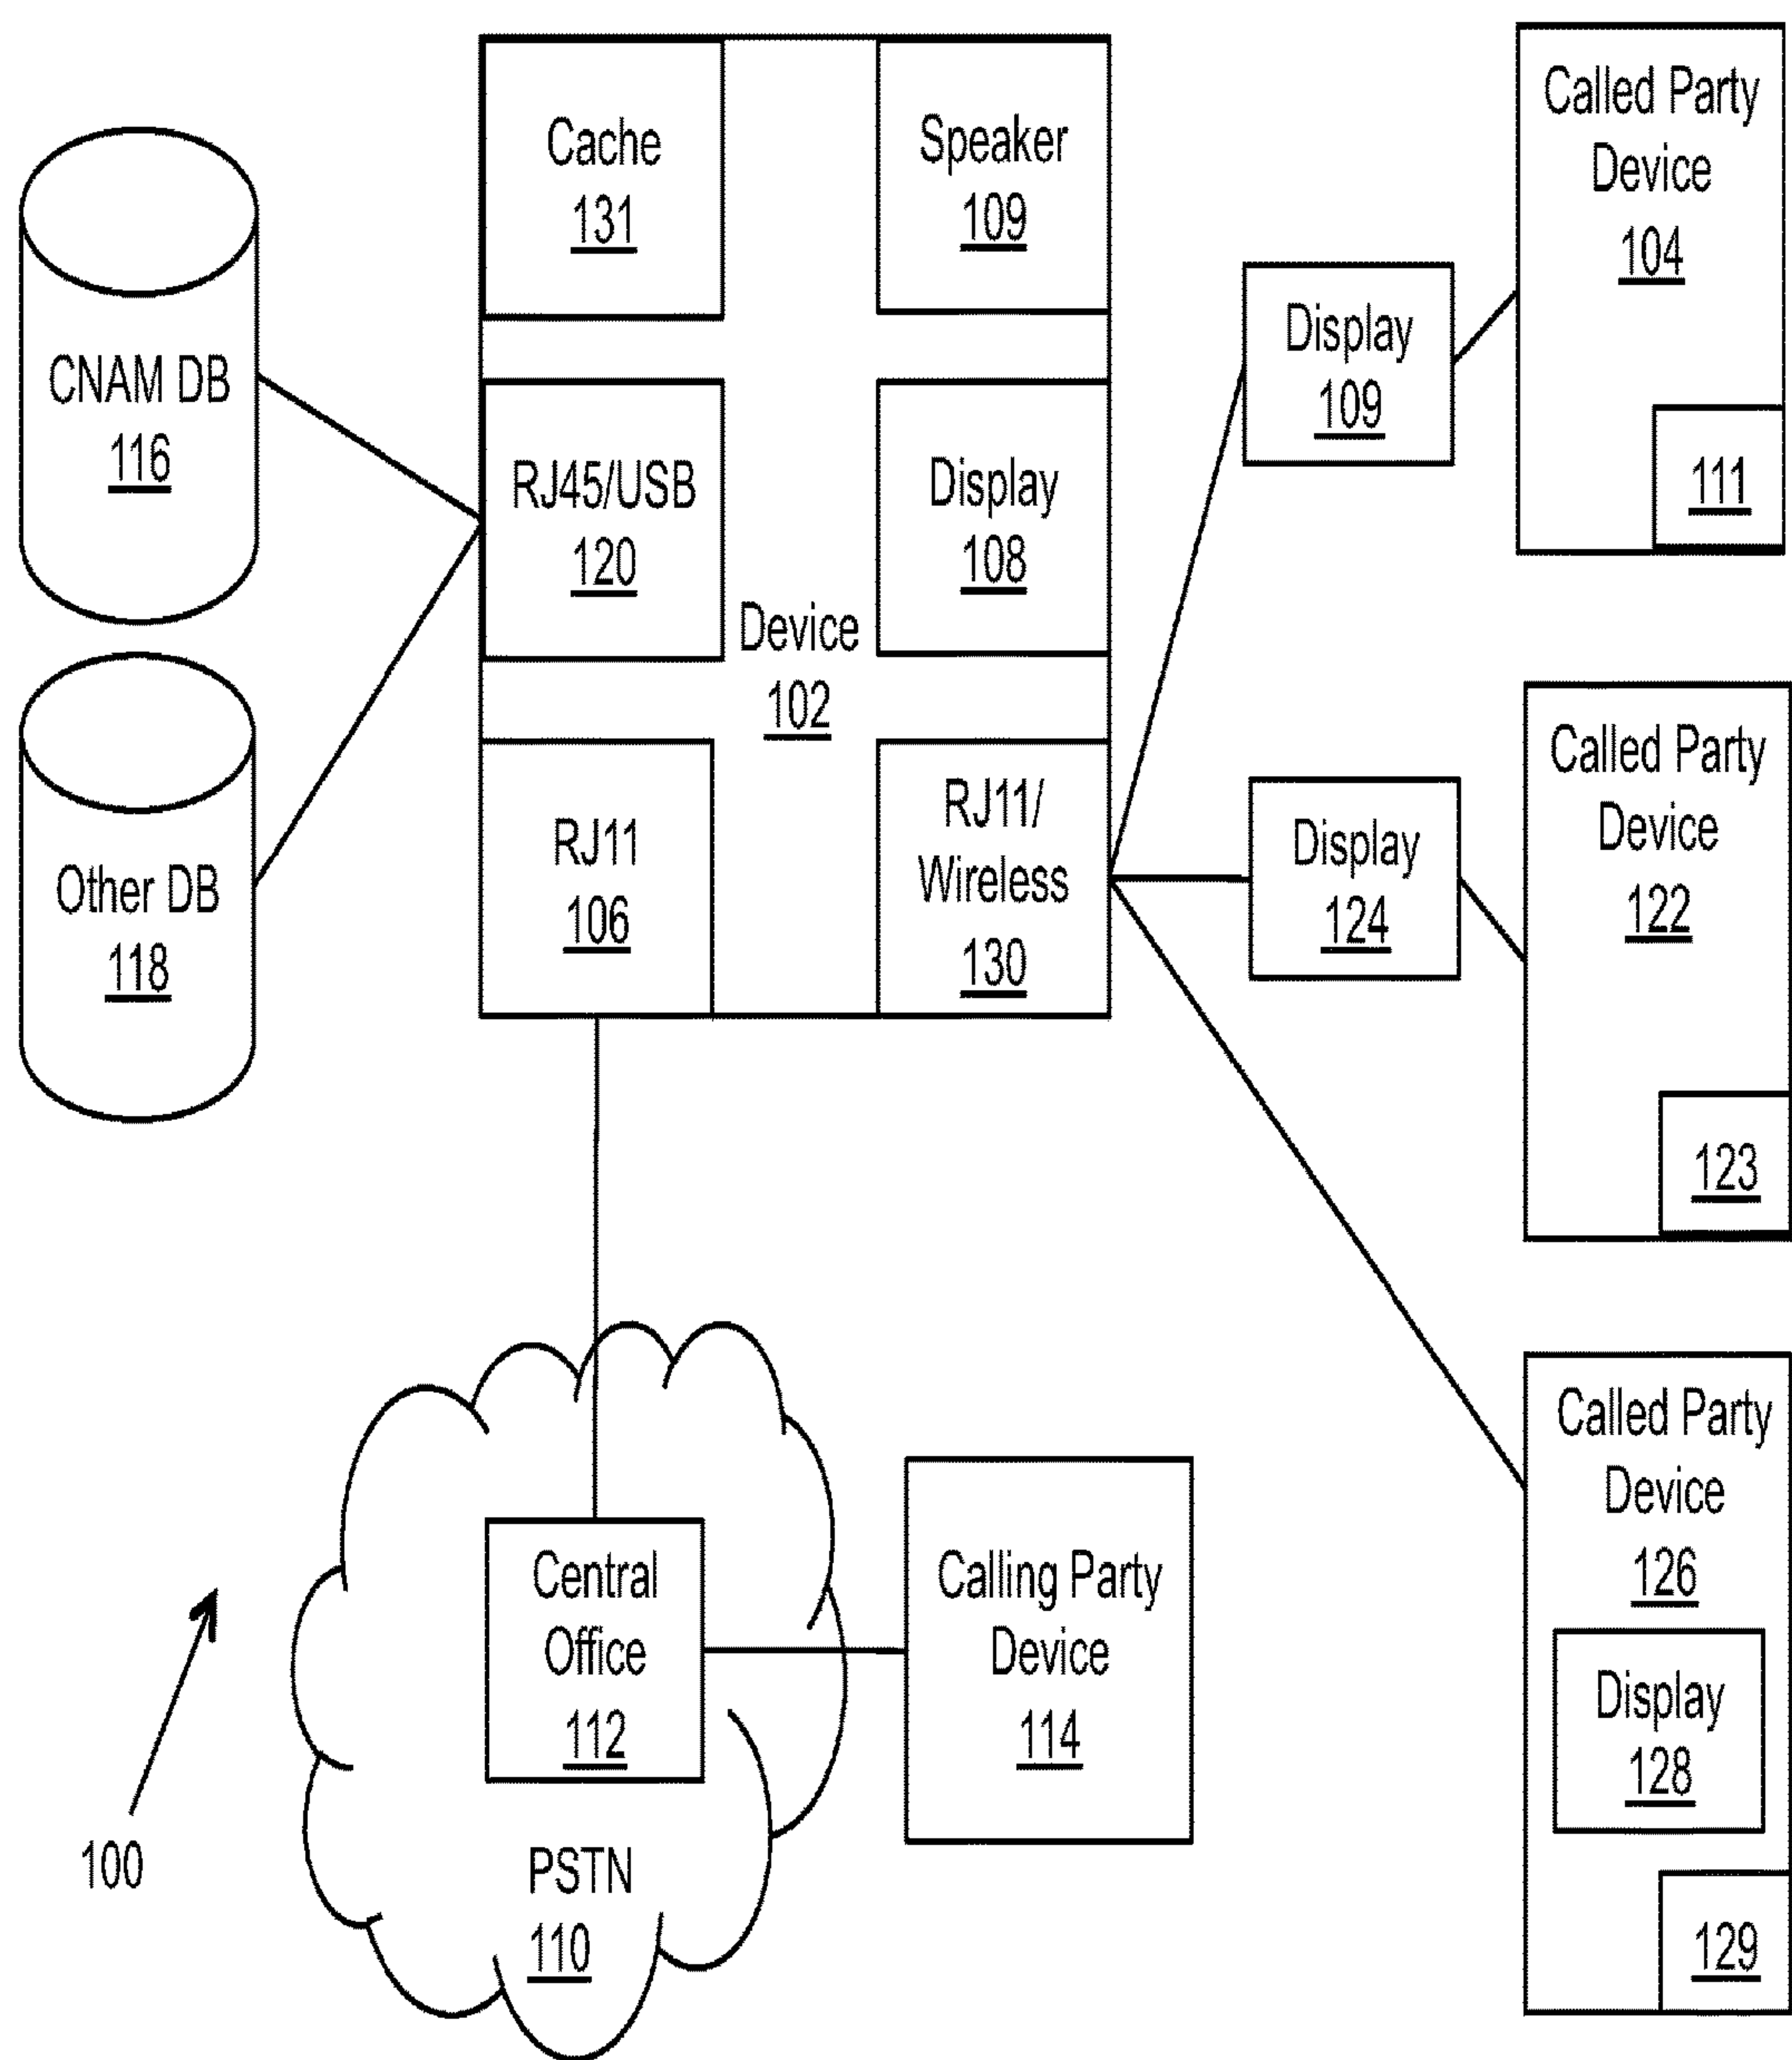 CNAM DB
116
Other DB
118
Cache
131
Speaker
109
RJ45/USB
120
Display
108
Device
102
RJ11
106
RJ11/
Wireless
130
Display
109
Called Party
Device
104
111
Display
124
Called Party
Device
122
123
Called Party
Device
126
Display
128
129
Central
Office
112
Calling Party
Device
114
PSTN
110
100